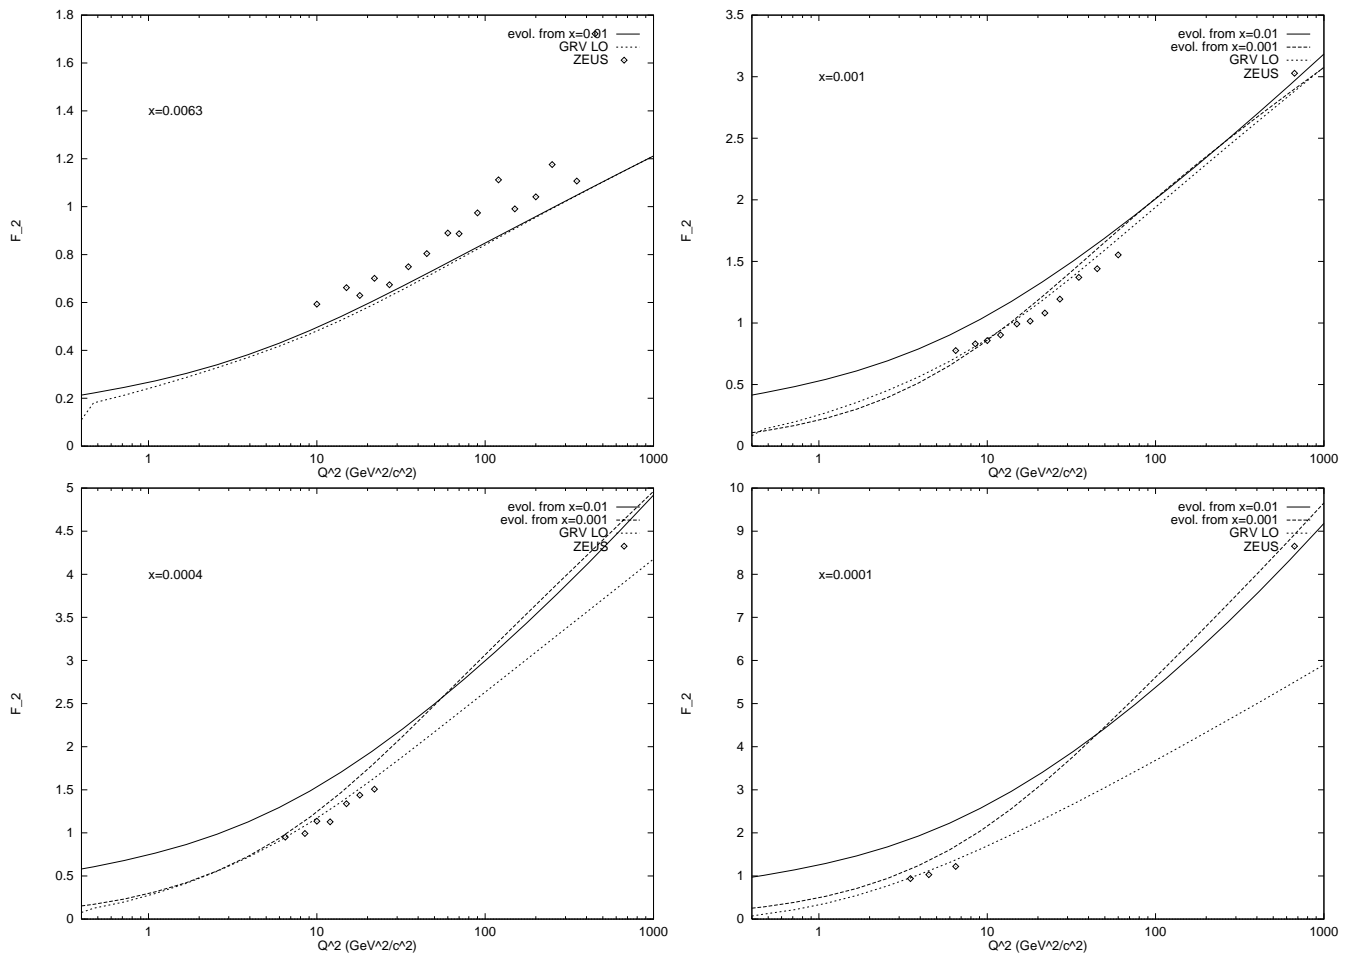 1.8
1.6
1.4
1.2
1
0.8
0.6
0.4
0.2
0
F_2
evol. from x=0.01
GRV LO
ZEUS
x=0.0063
1
10
100
1000
Q^2 (GeV^2/c^2)
3.5
3
2.5
2
1.5
1
0.5
0
F_2
evol. from x=0.01
evol. from x=0.001
GRV LO
ZEUS
x=0.001
1
10
100
1000
Q^2 (GeV^2/c^2)
5
4.5
4
3.5
3
2.5
2
1.5
1
0.5
0
F_2
evol. from x=0.01
evol. from x=0.001
GRV LO
ZEUS
x=0.0004
1
10
100
1000
Q^2 (GeV^2/c^2)
10
9
8
7
6
5
4
3
2
1
0
F_2
evol. from x=0.01
evol. from x=0.001
GRV LO
ZEUS
x=0.0001
1
10
100
1000
Q^2 (GeV^2/c^2)